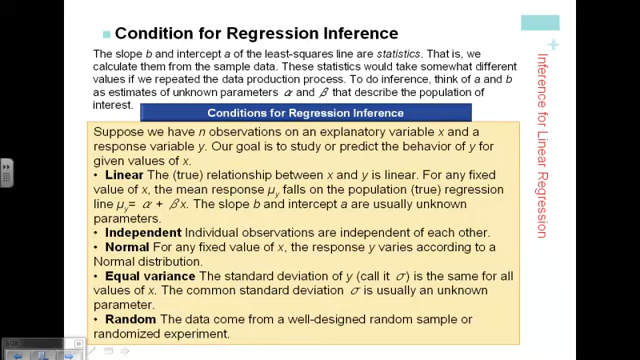 Condition for Regression Inference
The slope b and intercept a of the least-squares line are statistics. That is, we
calculate them from the sample data. These statistics would take somewhat different
values if we repeated the data production process. To do inference, think of a and b
as estimates of unknown parameters α and β that describe the population of
interest.
Conditions for Regression Inference
Suppose we have n observations on an explanatory variable x and a
response variable y. Our goal is to study or predict the behavior of y for
given values of x.
• Linear The (true) relationship between x and y is linear. For any fixed
value of x, the mean response μy falls on the population (true) regression
line μy= α + βx. The slope b and intercept a are usually unknown
parameters.
• Independent Individual observations are independent of each other.
• Normal For any fixed value of x, the response y varies according to a
Normal distribution.
• Equal variance The standard deviation of y (call it σ) is the same for all
values of x. The common standard deviation σ is usually an unknown
parameter.
• Random The data come from a well-designed random sample or
randomized experiment.
+
Inference for Linear Regression